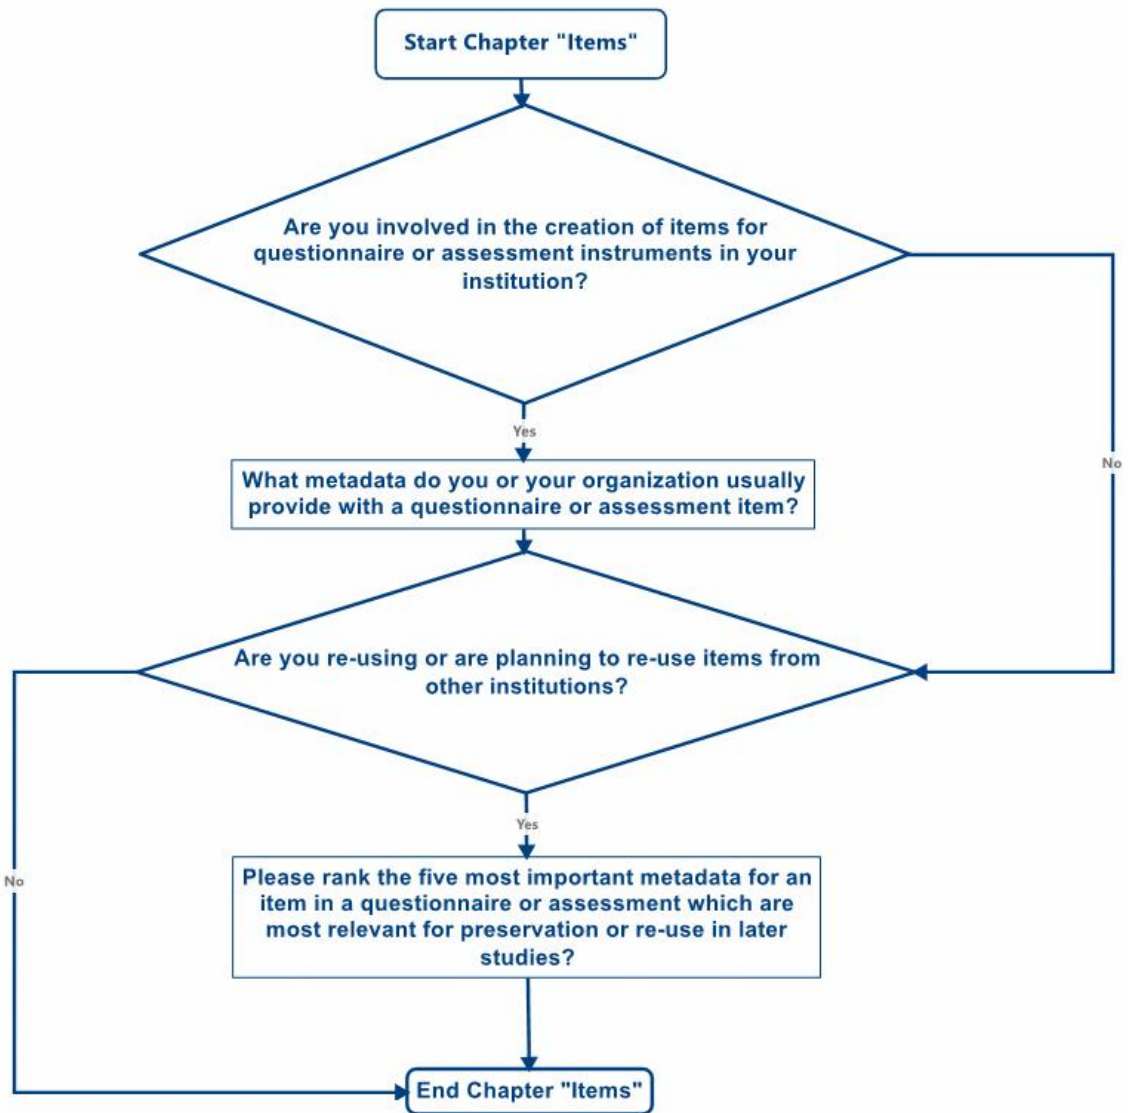 Start Chapter "Items"
Are you involved in the creation of items for
questionnaire or assessment instruments in your
institution?
Yes
No
What metadata do you or your organization usually
provide with a questionnaire or assessment item?
Are you re-using or are planning to re-use items from
other institutions?
Yes
No
Please rank the five most important metadata for an
item in a questionnaire or assessment which are
most relevant for preservation or re-use in later
studies?
End Chapter "Items"